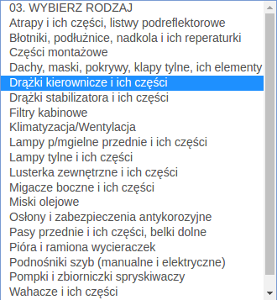 03. WYBIERZ RODZAJ
Atrapy i ich części, listwy podreflektorowe
Błotniki, podłużnice, nadkola i ich reperaturki
Części montażowe
Dachy, maski, pokrywy, klapy tylne, ich elementy
Drążki kierownicze i ich części
Drążki stabilizatora i ich części
Filtry kabinowe
Klimatyzacja/Wentylacja
Lampy p/mgielne przednie i ich części
Lampy tylne i ich części
Lusterka zewnętrzne i ich części
Migacze boczne i ich części
Miski olejowe
Osłony i zabezpieczenia antykorozyjne
Pasy przednie i ich części, belki dolne
Pióra i ramiona wycieraczek
Podnośniki szyb (manualne i elektryczne)
Pompki i zbiorniczki spryskiwaczy
Wahacze i ich części